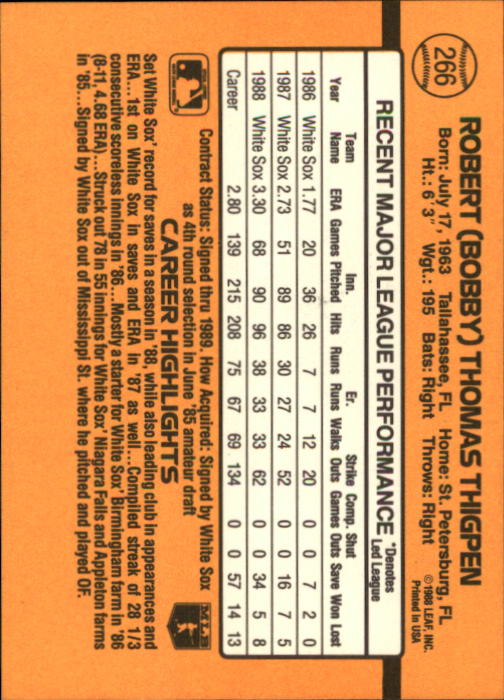 266
ROBERT (BOBBY) THOMAS THIGPEN
Born: July 17, 1963 Tallahassee, FL Home: St. Petersburg, FL
Ht.: 6' 3" Wgt.: 195 Bats: Right Throws: Right
©1988 LEAF, INC.
Printed in USA
RECENT MAJOR LEAGUE PERFORMANCE
*Denotes
Led League
Team Inn. Er. Strike Comp. Shut
Year Name ERA Games Pitched Hits Runs Runs Walks Outs Games Outs Save Won Lost
1986 White Sox 1.77 20 36 26 7 7 12 20 0 0 7 2 0
1987 White Sox 2.73 51 89 86 30 27 24 52 0 0 16 7 5
1988 White Sox 3.30 68 90 96 38 33 33 62 0 0 34 5 8
Career 2.80 139 215 208 75 67 69 134 0 0 57 14 13
Contract Status: Signed thru 1989. How Acquired: Signed by White Sox
as 4th round selection in June '85 amateur draft
MLB
CAREER HIGHLIGHTS
Set White Sox' record for saves in a season in '88, while also leading club in appearances and
ERA...1st on White Sox in saves and ERA in '87 as well...Compiled streak of 28 1/3
consecutive scoreless innings in '86...Mostly a starter for White Sox' Birmingham farm in '86
(8-11, 4.68 ERA)...Struck out 78 in 55 innings for White Sox' Niagara Falls and Appleton farms
in '85...Signed by White Sox out of Mississippi St. where he pitched and played OF.